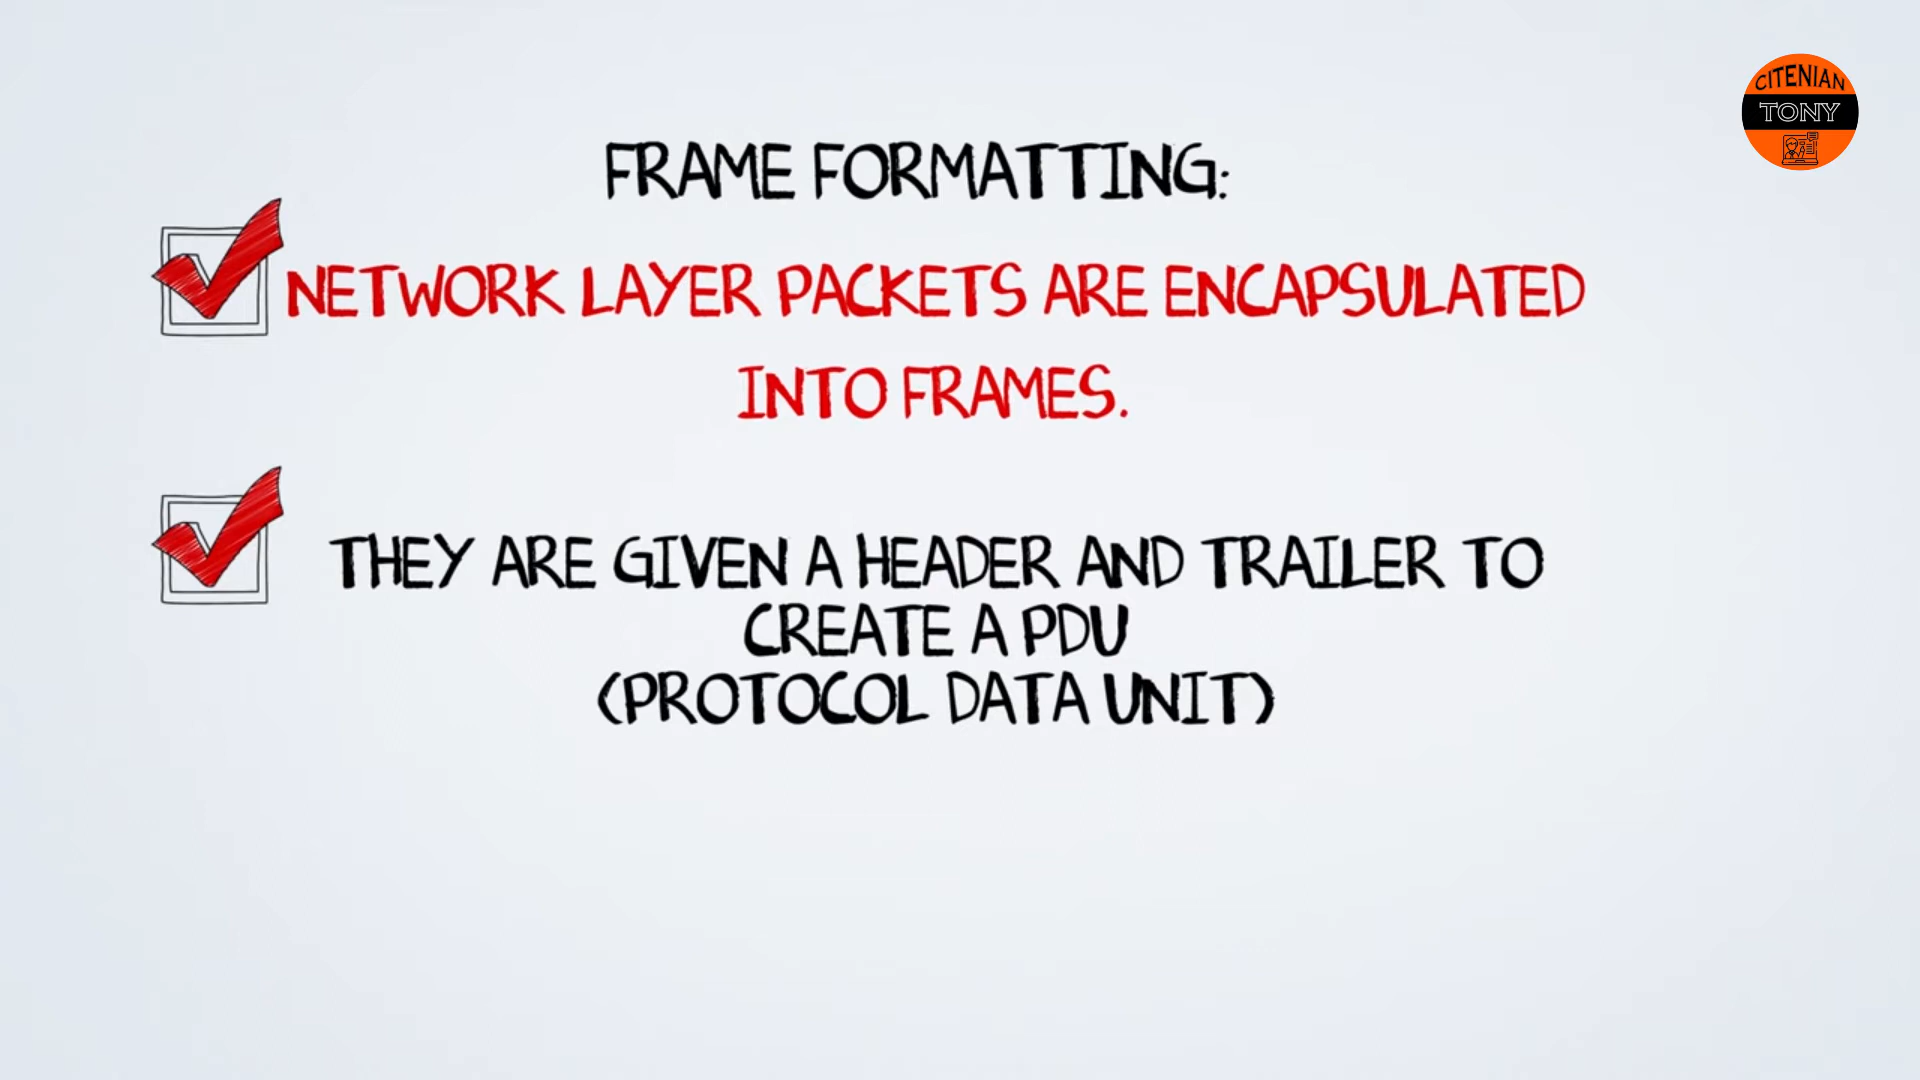 CITENIAN
TONY
FRAME FORMATTING:
NETWORK LAYER PACKETS ARE ENCAPSULATED
INTO FRAMES.
THEY ARE GIVEN A HEADER AND TRAILER TO
CREATE A PDU
(PROTOCOL DATA UNIT)